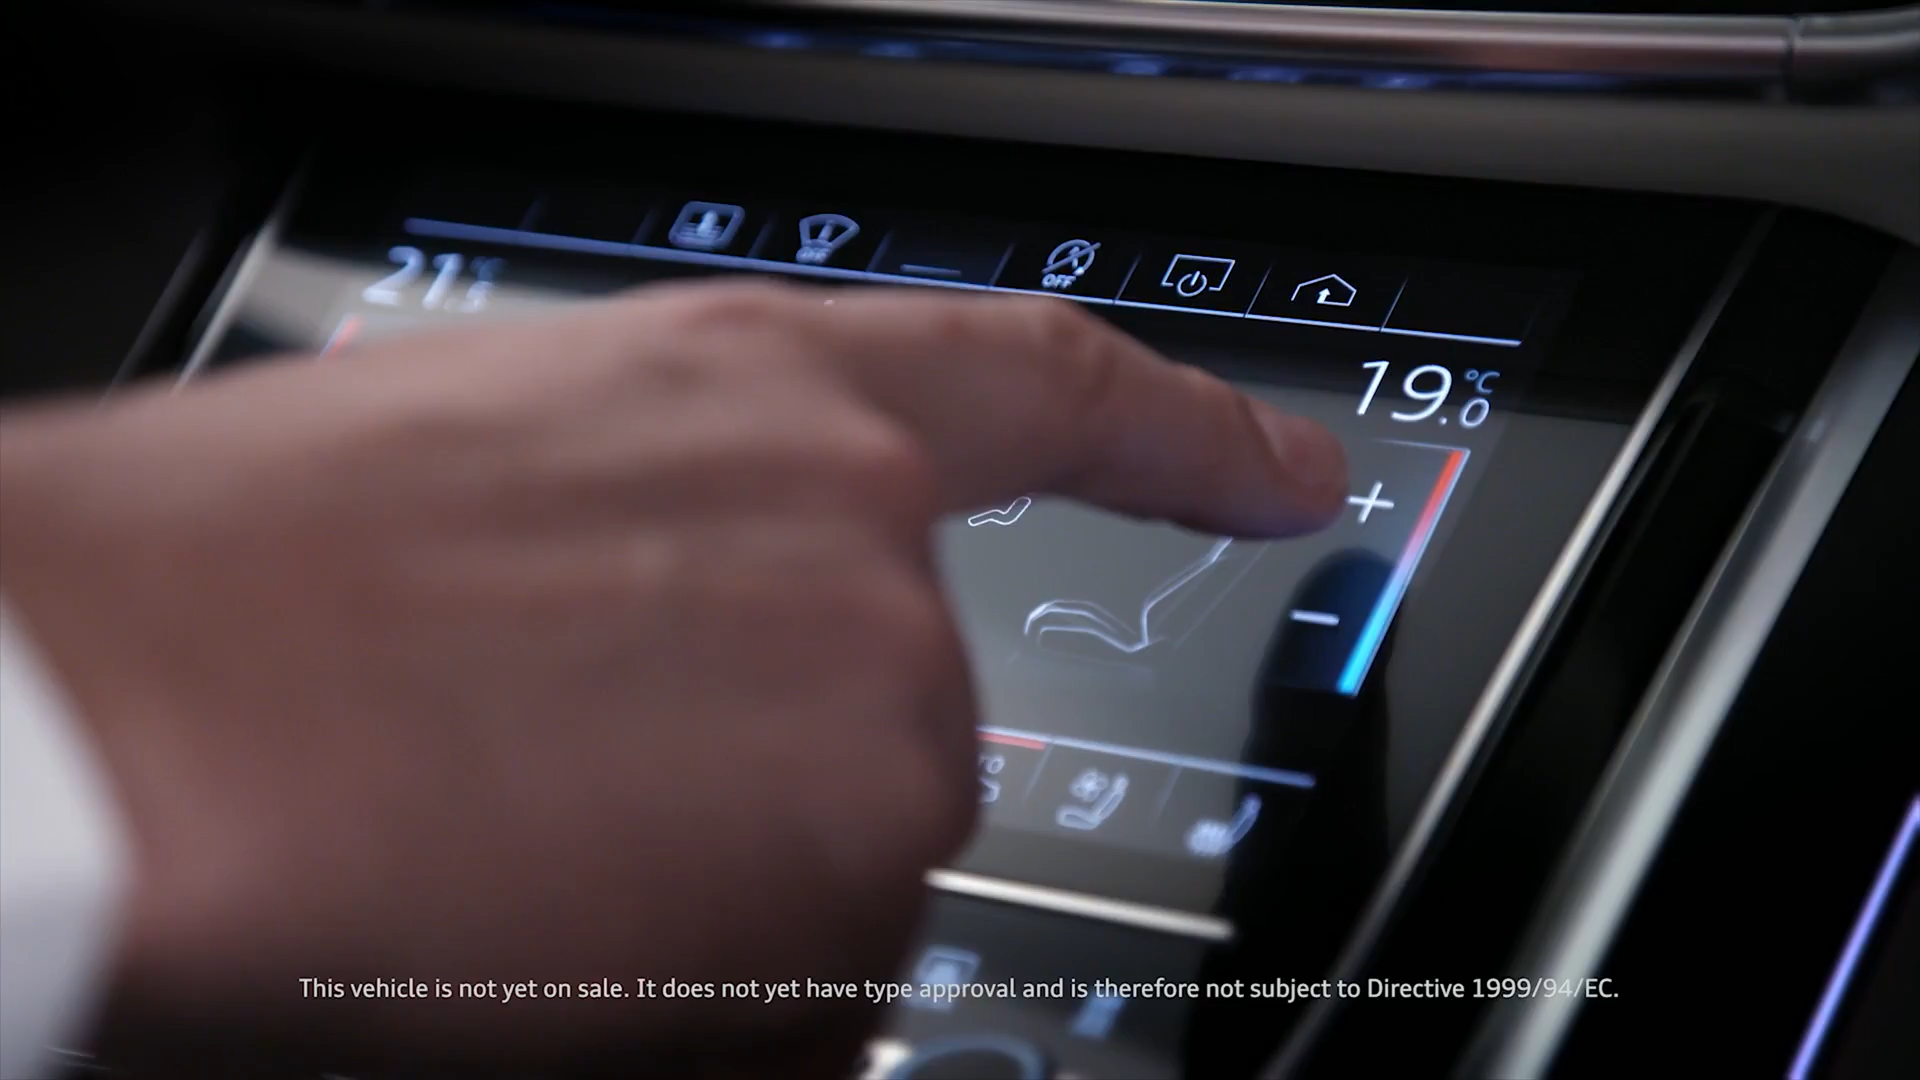 OFF
OFF
21.5 °C
19.0 °C
+
−
This vehicle is not yet on sale. It does not yet have type approval and is therefore not subject to Directive 1999/94/EC.